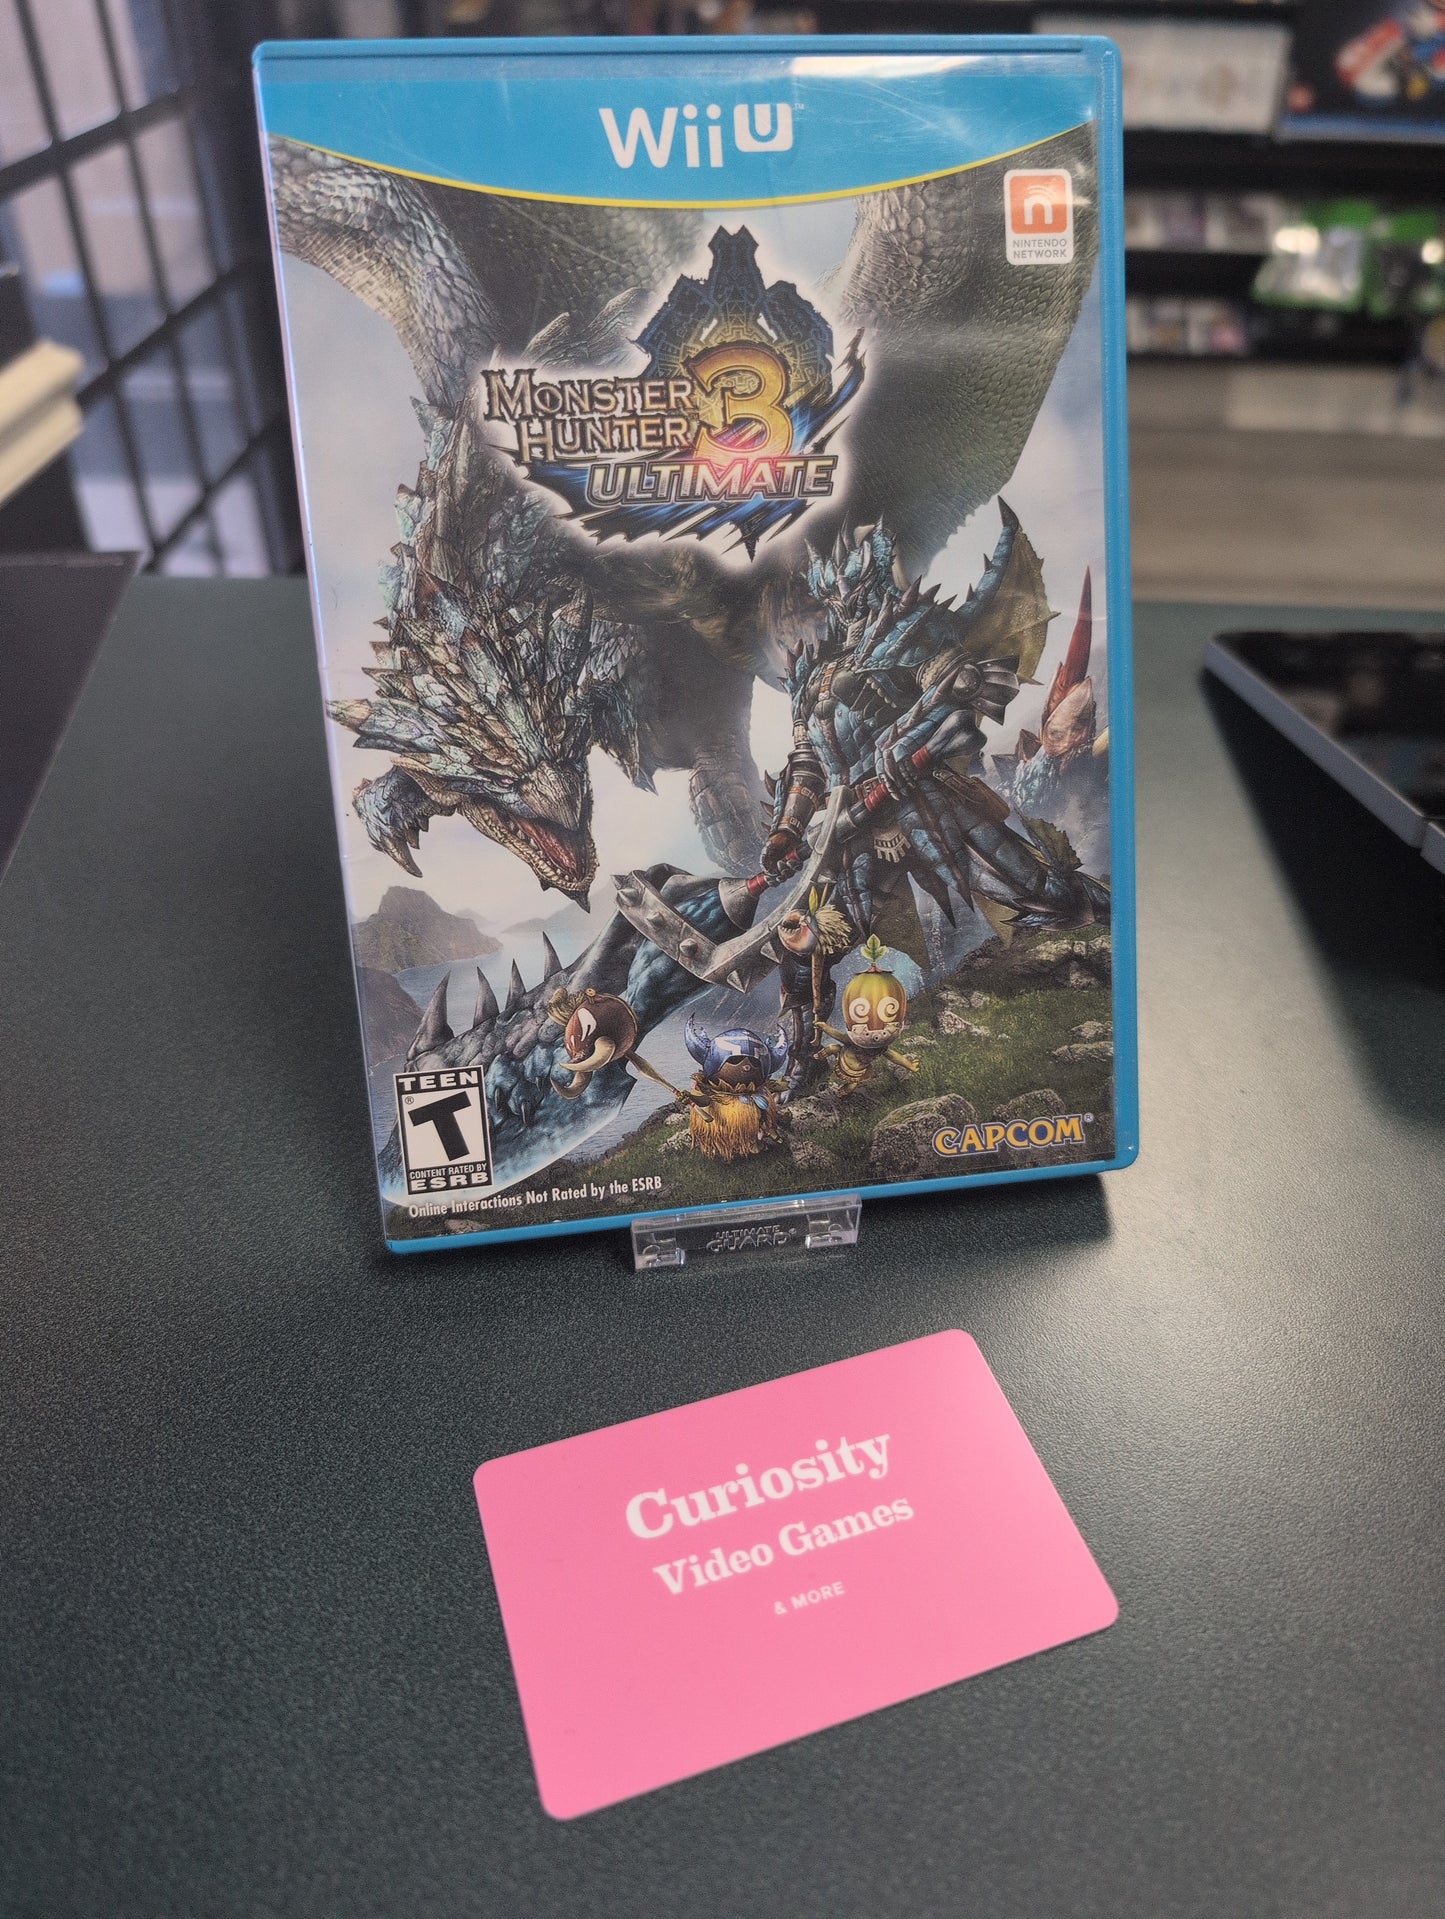 Wii U™
NINTENDO
NETWORK
MONSTER
HUNTER 3
ULTIMATE
TEEN
T
®
CONTENT RATED BY
ESRB
Online Interactions Not Rated by the ESRB
CAPCOM®
ULTIMATE
GUARD®
Curiosity
Video Games
& MORE